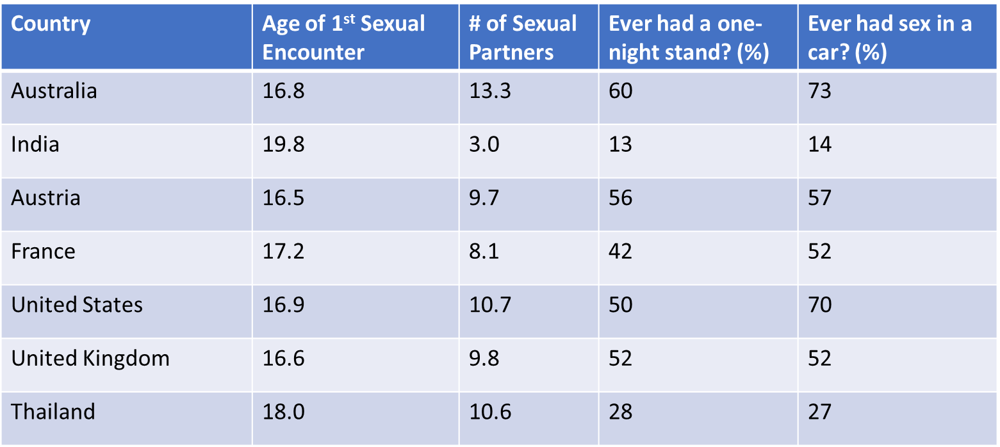 Country Age of 1st Sexual Encounter # of Sexual Partners Ever had a one-night stand? (%) Ever had sex in a car? (%)
Australia 16.8 13.3 60 73
India 19.8 3.0 13 14
Austria 16.5 9.7 56 57
France 17.2 8.1 42 52
United States 16.9 10.7 50 70
United Kingdom 16.6 9.8 52 52
Thailand 18.0 10.6 28 27